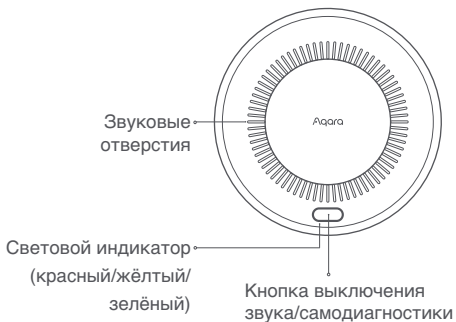 Aqara
Звуковые
отверстия
Световой индикатор
(красный/жёлтый/
зелёный)
Кнопка выключения
звука/самодиагностики